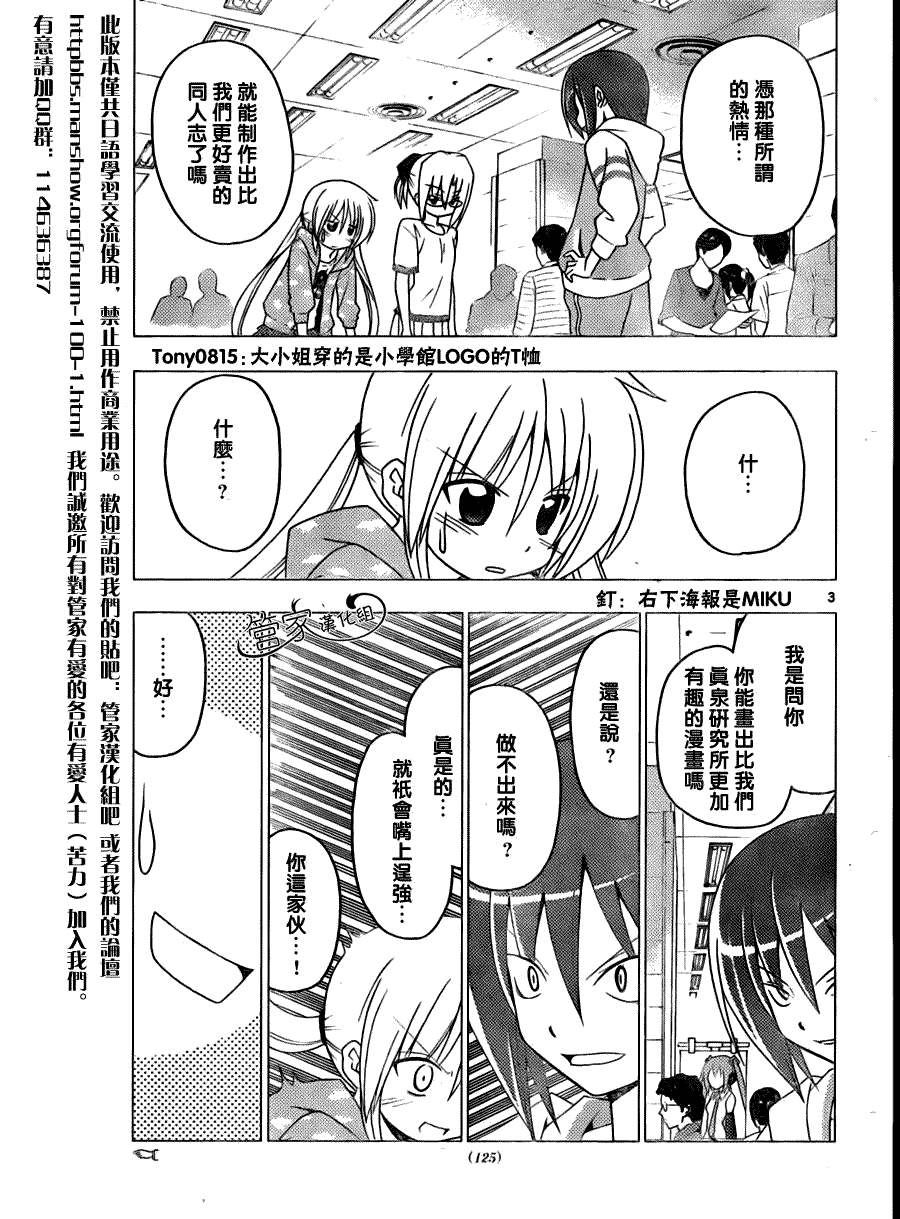 憑那種所謂
的熱情…
就能制作出比
我們更好賣的
同人志了嗎
Tony0815：大小姐穿的是小學館LOGO的T恤
什…
什麼…？
釘：右下海報是MIKU
3
管家漢化組
我是問你
你能畫出比我們
眞泉研究所更加
有趣的漫畫嗎
還是說？
做不出來嗎？
眞是的…
就衹會嘴上逞強…
你這家伙…！
……好…
(125)
此版本僅共日語學習交流使用，禁止用作商業用途。歡迎訪問我們的貼吧：管家漢化組吧 或者我們的論壇
httpbbs.manshow.orgforum-100-1.html 我們誠邀所有對管家有愛的各位有愛人士（苦力）加入我們。
有意請加QQ群：11463638７